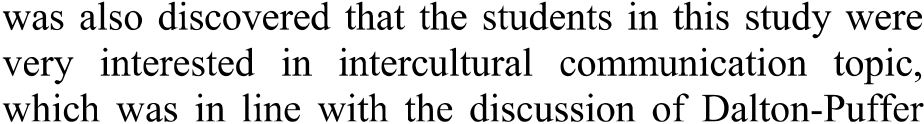 was also discovered that the students in this study were
very interested in intercultural communication topic,
which was in line with the discussion of Dalton-Puffer